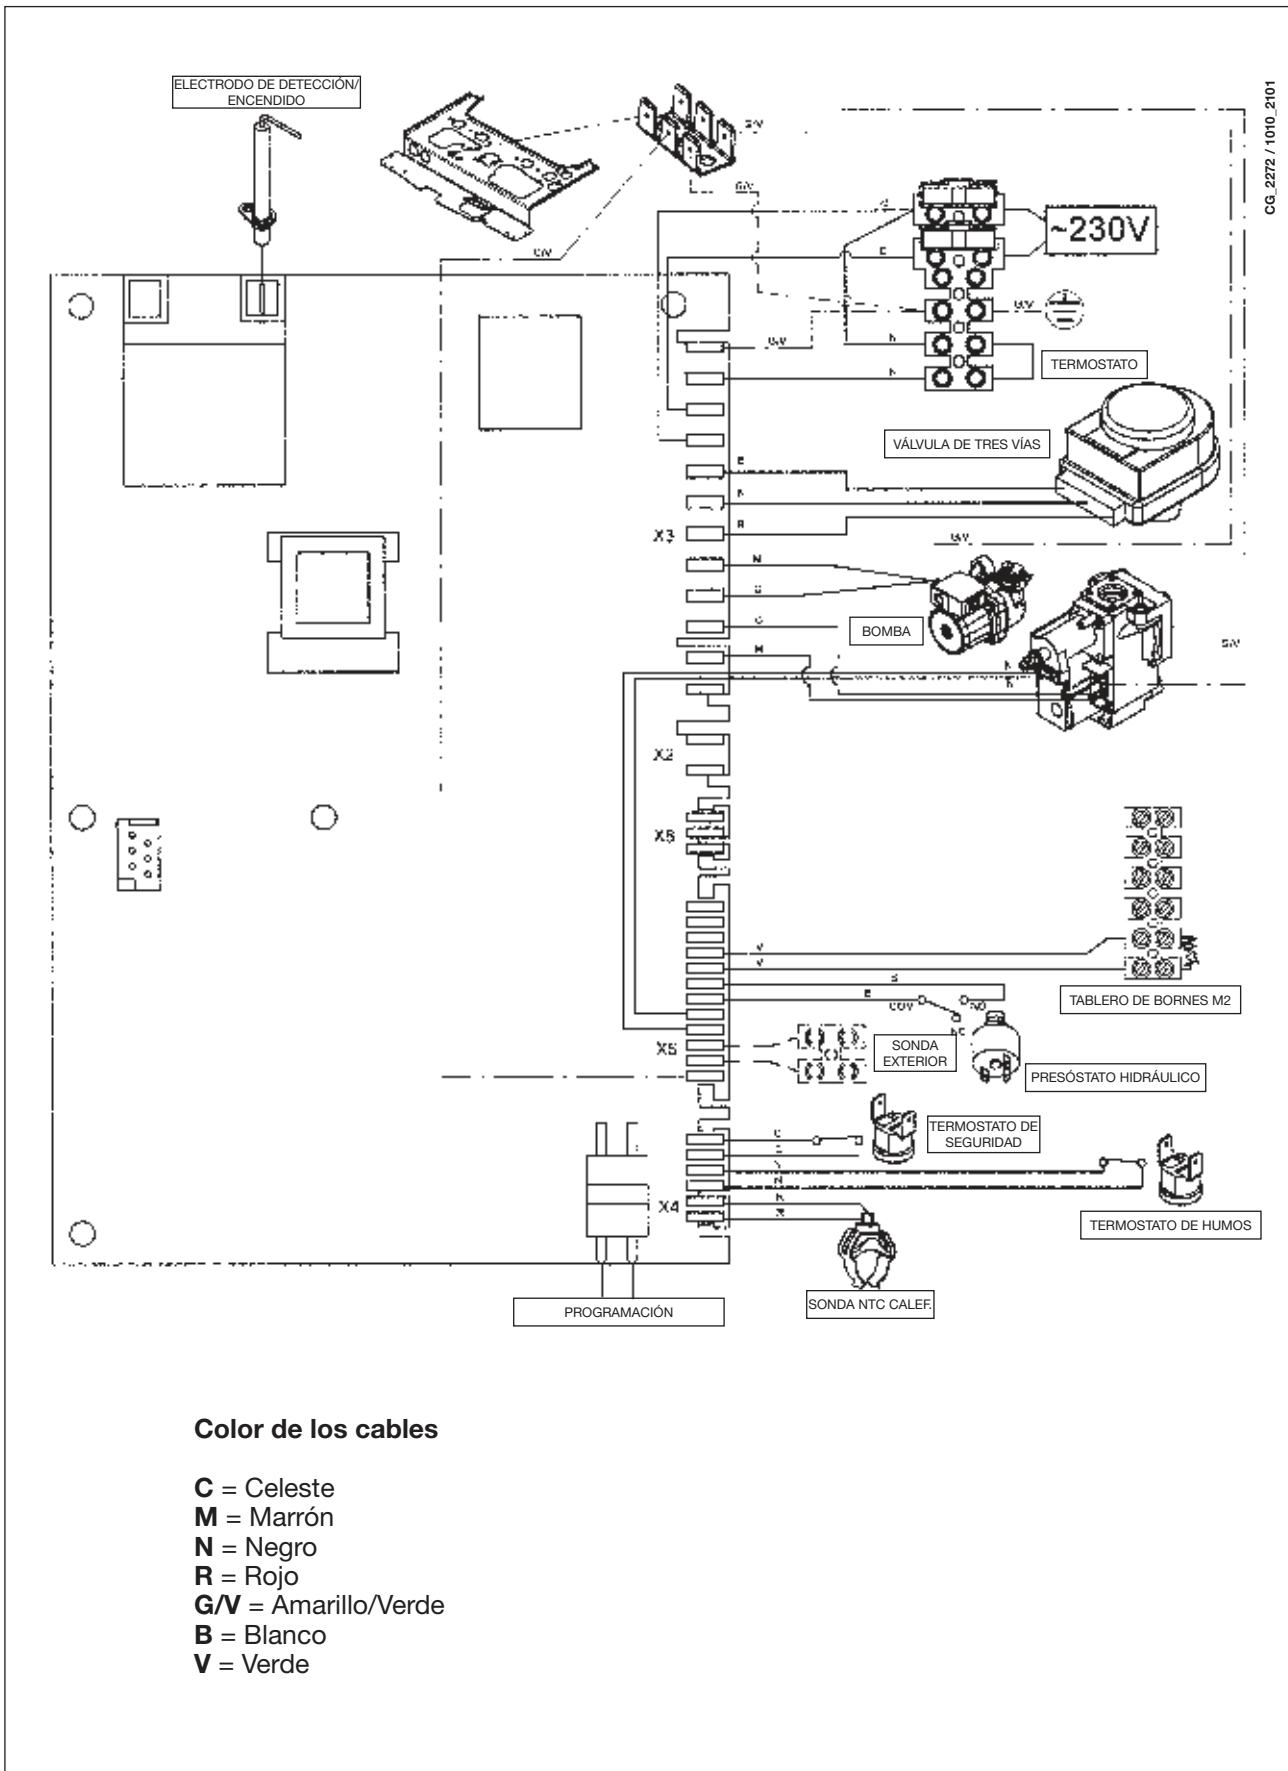 CG_2272 / 1010_2101
ELECTRODO DE DETECCIÓN/
ENCENDIDO
G/V
G/V
G/V
~230V
G/V
G/V
N
N
TERMOSTATO
VÁLVULA DE TRES VÍAS
N
R
X3
G/V
M
C
BOMBA
M
G/V
N
N
X2
V
V
TABLERO DE BORNES M2
NO
NC
X5
SONDA
EXTERIOR
PRESÓSTATO HIDRÁULICO
C
TERMOSTATO DE
SEGURIDAD
N
X4
TERMOSTATO DE HUMOS
SONDA NTC CALEF.
PROGRAMACIÓN
Color de los cables
C = Celeste
M = Marrón
N = Negro
R = Rojo
G/V = Amarillo/Verde
B = Blanco
V = Verde